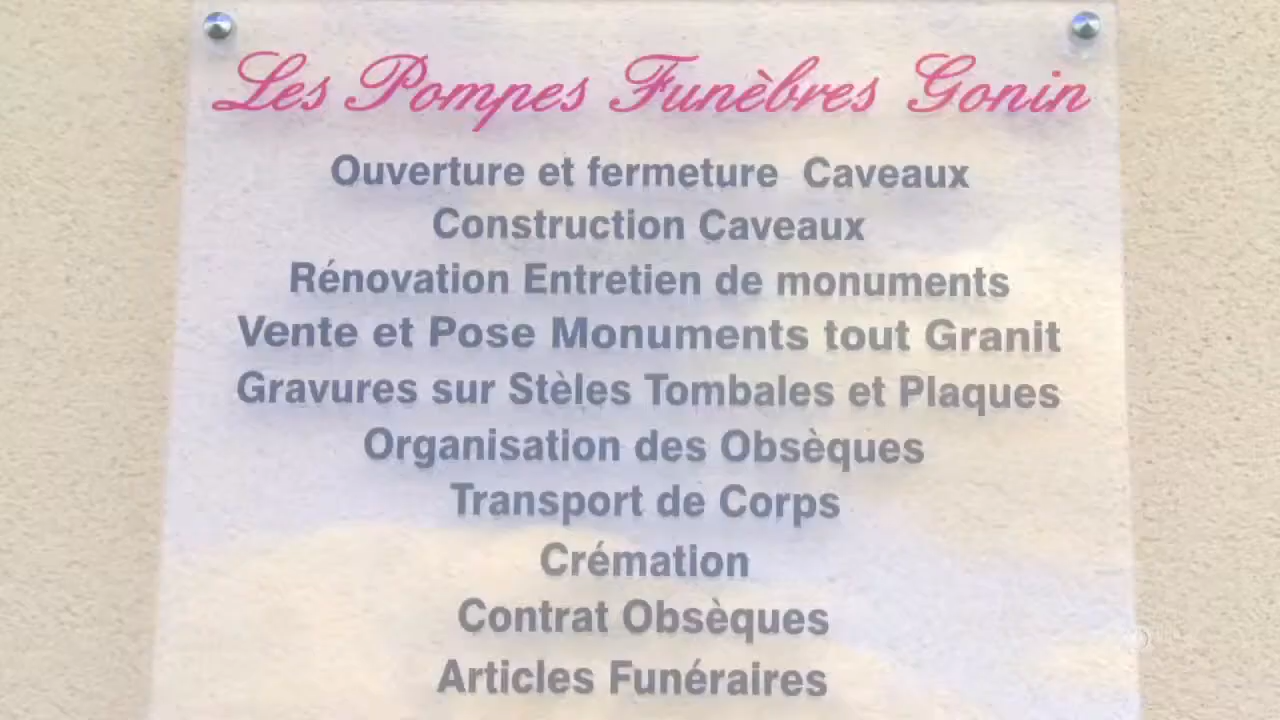 Les Pompes Funèbres Gonin
Ouverture et fermeture Caveaux
Construction Caveaux
Rénovation Entretien de monuments
Vente et Pose Monuments tout Granit
Gravures sur Stèles Tombales et Plaques
Organisation des Obsèques
Transport de Corps
Crémation
Contrat Obsèques
Articles Funéraires